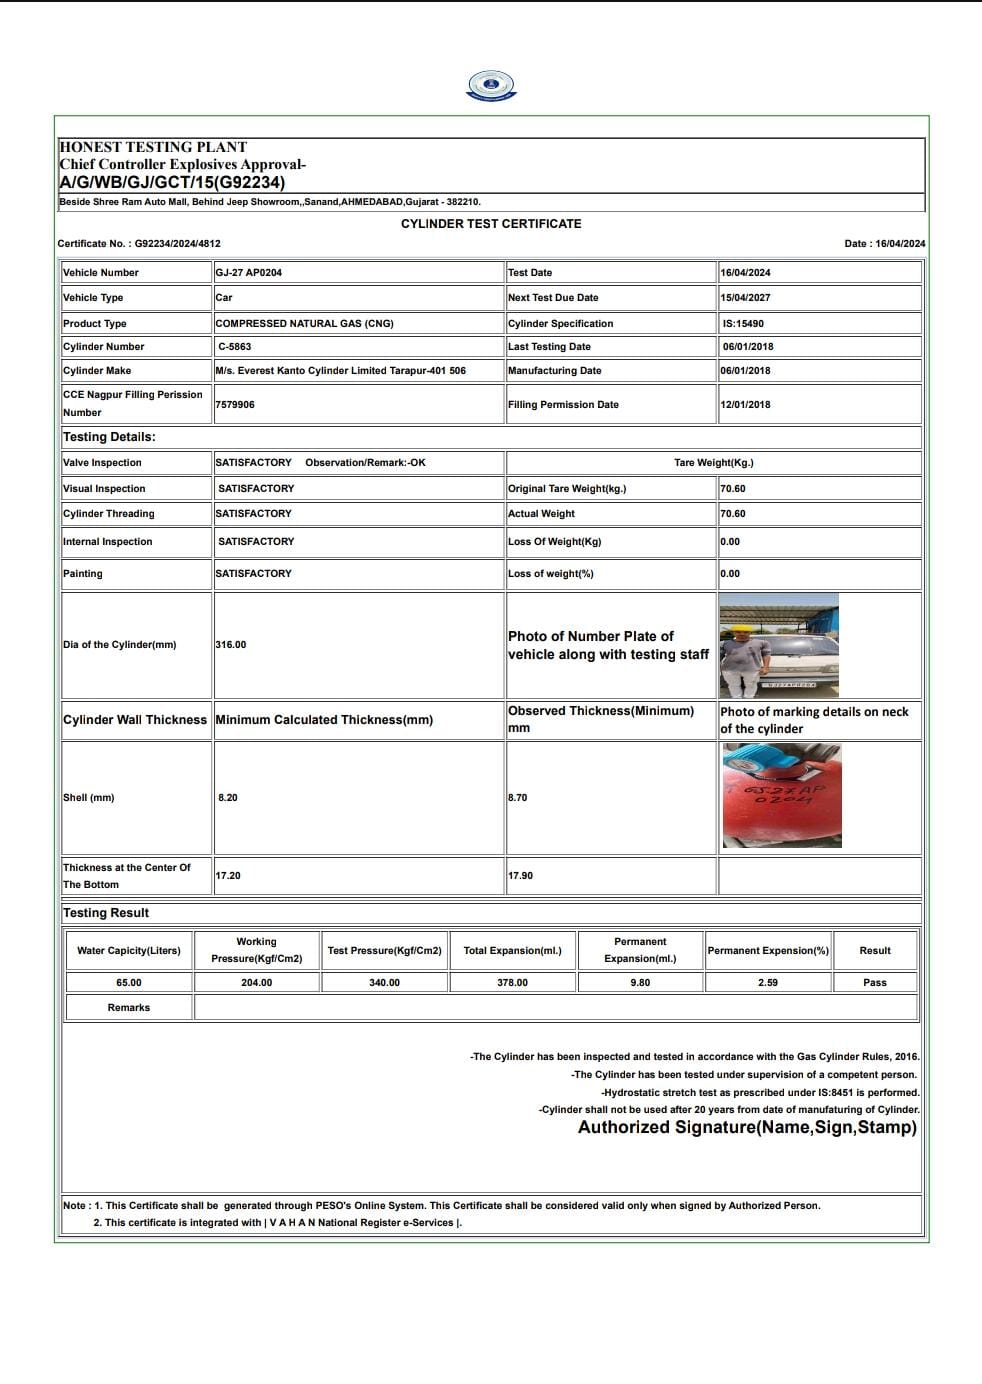 HONEST TESTING PLANT
Chief Controller Explosives Approval-
A/G/WB/GJ/GCT/15(G92234)
Beside Shree Ram Auto Mall, Behind Jeep Showroom,,Sanand,AHMEDABAD,Gujarat - 382210.
CYLINDER TEST CERTIFICATE
Certificate No. : G92234/2024/4812 Date : 16/04/2024
Vehicle Number GJ-27 AP0204 Test Date 16/04/2024
Vehicle Type Car Next Test Due Date 15/04/2027
Product Type COMPRESSED NATURAL GAS (CNG) Cylinder Specification IS:15490
Cylinder Number C-5863 Last Testing Date 06/01/2018
Cylinder Make M/s. Everest Kanto Cylinder Limited Tarapur-401 506 Manufacturing Date 06/01/2018
CCE Nagpur Filling Perission
Number 7579906 Filling Permission Date 12/01/2018
Testing Details:
Valve Inspection SATISFACTORY Observation/Remark:-OK Tare Weight(Kg.)
Visual Inspection SATISFACTORY Original Tare Weight(kg.) 70.60
Cylinder Threading SATISFACTORY Actual Weight 70.60
Internal Inspection SATISFACTORY Loss Of Weight(Kg) 0.00
Painting SATISFACTORY Loss of weight(%) 0.00
Dia of the Cylinder(mm) 316.00 Photo of Number Plate of
vehicle along with testing staff
GJ27AP0204
Cylinder Wall Thickness Minimum Calculated Thickness(mm) Observed Thickness(Minimum)
mm Photo of marking details on neck
of the cylinder
Shell (mm) 8.20 8.70
GJ-27 AP
0204
Thickness at the Center Of
The Bottom 17.20 17.90
Testing Result
Water Capicity(Liters) Working
Pressure(Kgf/Cm2) Test Pressure(Kgf/Cm2) Total Expansion(ml.) Permanent
Expansion(ml.) Permanent Expension(%) Result
65.00 204.00 340.00 378.00 9.80 2.59 Pass
Remarks
-The Cylinder has been inspected and tested in accordance with the Gas Cylinder Rules, 2016.
-The Cylinder has been tested under supervision of a competent person.
-Hydrostatic stretch test as prescribed under IS:8451 is performed.
-Cylinder shall not be used after 20 years from date of manufaturing of Cylinder.
Authorized Signature(Name,Sign,Stamp)
Note : 1. This Certificate shall be generated through PESO's Online System. This Certificate shall be considered valid only when signed by Authorized Person.
2. This certificate is integrated with | V A H A N National Register e-Services |.